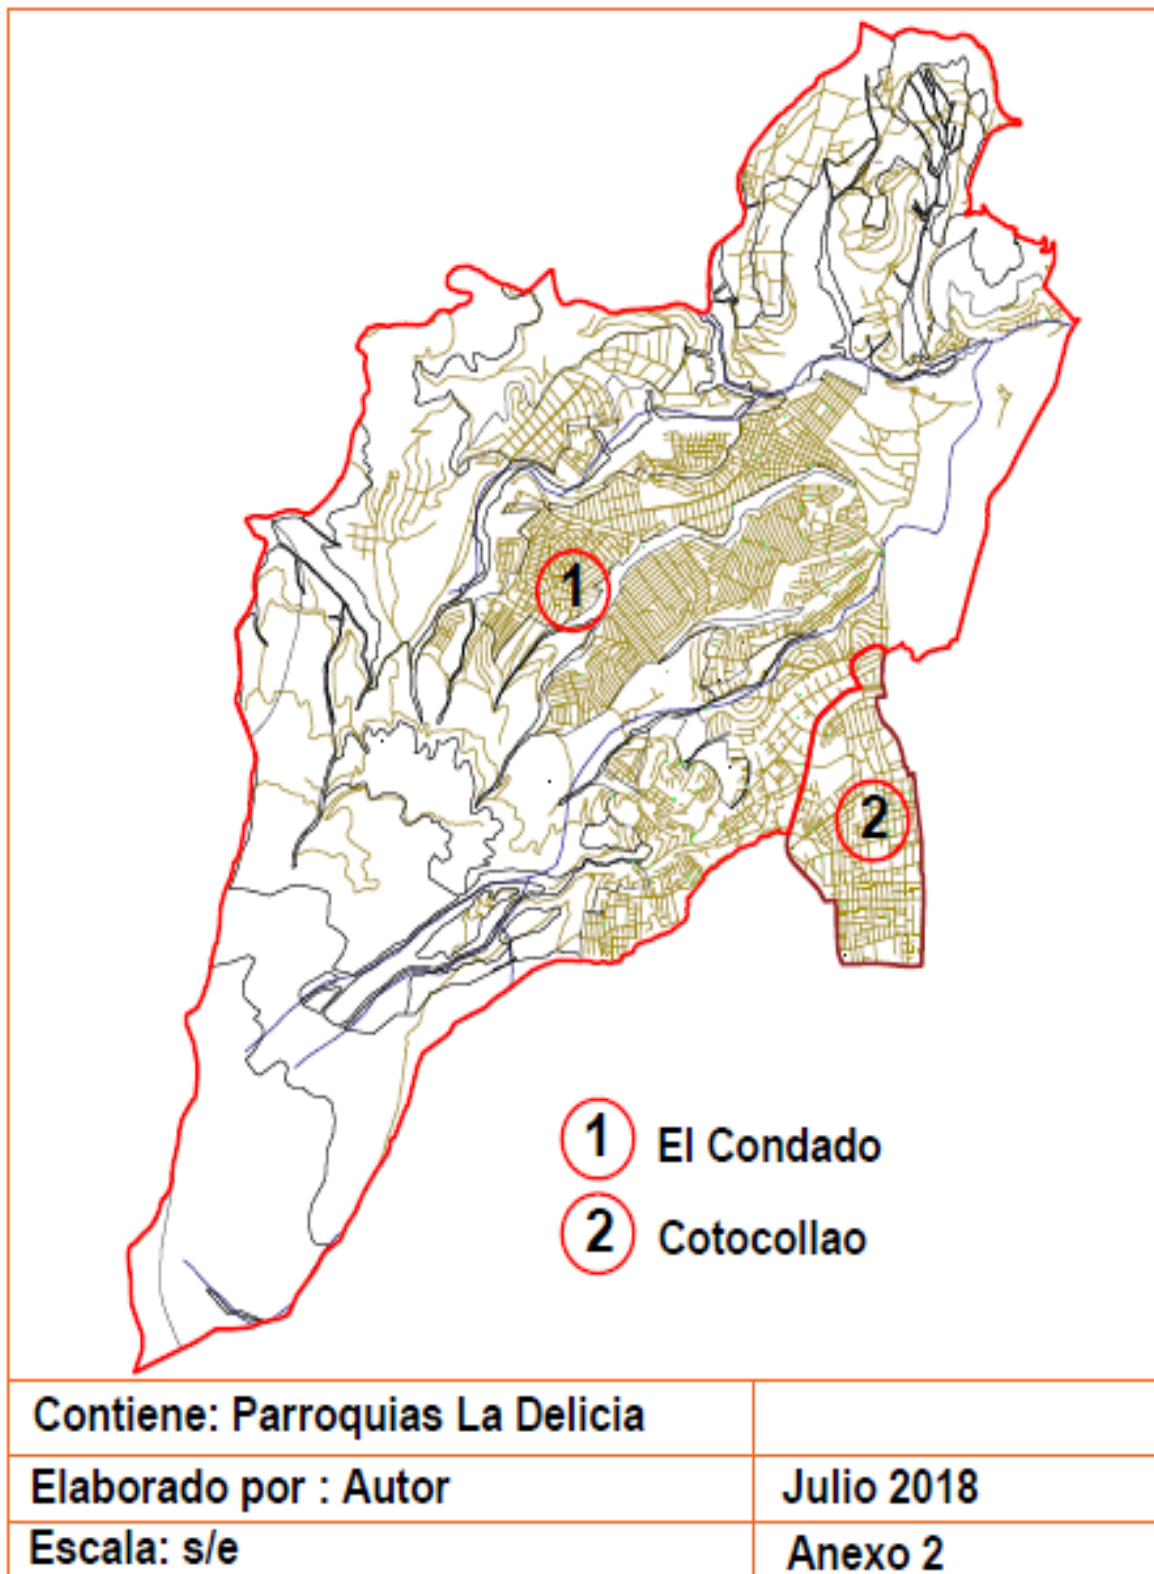 1
2
1 El Condado
2 Cotocollao
Contiene: Parroquias La Delicia
Elaborado por : Autor
Julio 2018
Escala: s/e
Anexo 2